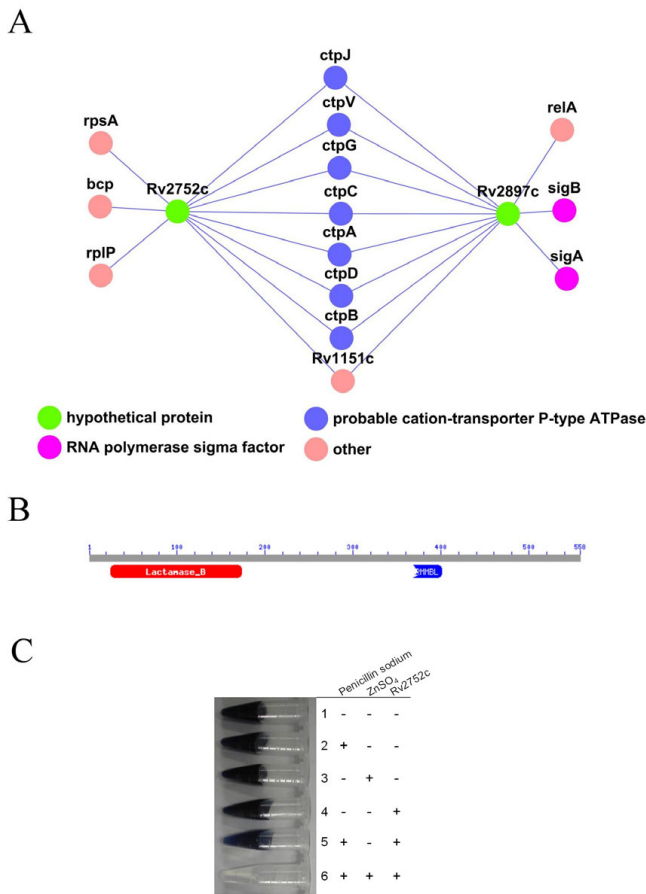 A
ctpJ
ctpV
rpsA
relA
ctpG
bcp
Rv2752c
Rv2897c
sigB
ctpC
ctpA
rplP
sigA
ctpD
ctpB
Rv1151c
hypothetical protein
probable cation-transporter P-type ATPase
RNA polymerase sigma factor
other
B
1 100 200 300 400 500 558
Lactamase_B
RMMBL
C
Penicillin sodium
ZnSO4
Rv2752c
1 - - -
2 + - -
3 - + -
4 - - +
5 + - +
6 + + +